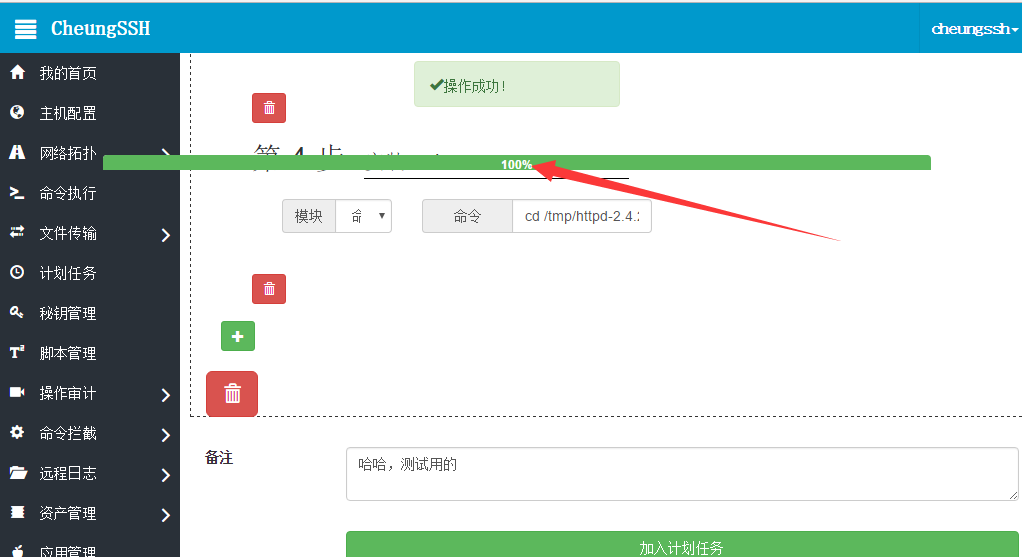 CheungSSH
cheungssh
我的首页
主机配置
网络拓扑
命令执行
文件传输
计划任务
秘钥管理
脚本管理
操作审计
命令拦截
远程日志
资产管理
应用管理
操作成功!
第 4 步
100%
模块
命令
cd /tmp/httpd-2.4.
备注
哈哈，测试用的
加入计划任务